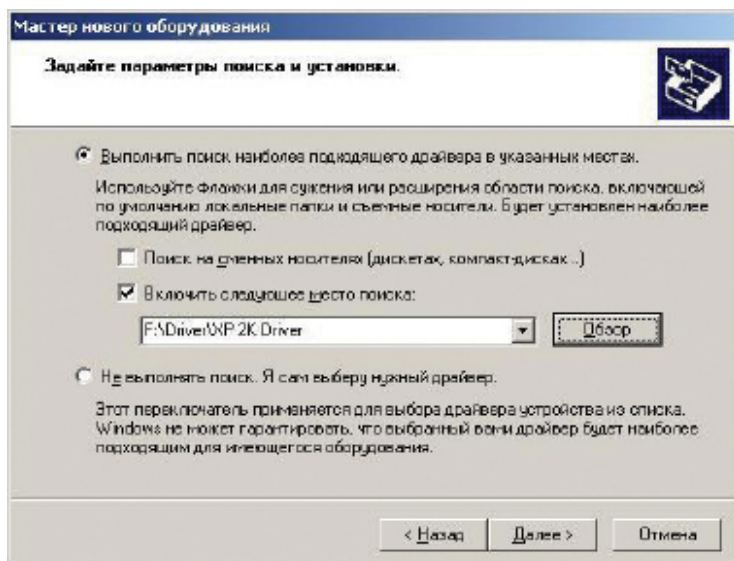 Мастер нового оборудования
Задайте параметры поиска и установки.
Выполнить поиск наиболее подходящего драйвера в указанных местах.
Используйте флажки для сужения или расширения области поиска, включающей
по умолчанию локальные папки и съемные носители. Будет установлен наиболее
подходящий драйвер.
Поиск на сменных носителях (дискетах, компакт-дисках...)
Включить следующее место поиска:
F:\Driver\XP 2K Driver
Обзор
Не выполнять поиск. Я сам выберу нужный драйвер.
Этот переключатель применяется для выбора драйвера устройства из списка.
Windows не может гарантировать, что выбранный вами драйвер будет наиболее
подходящим для имеющегося оборудования.
< Назад
Далее >
Отмена